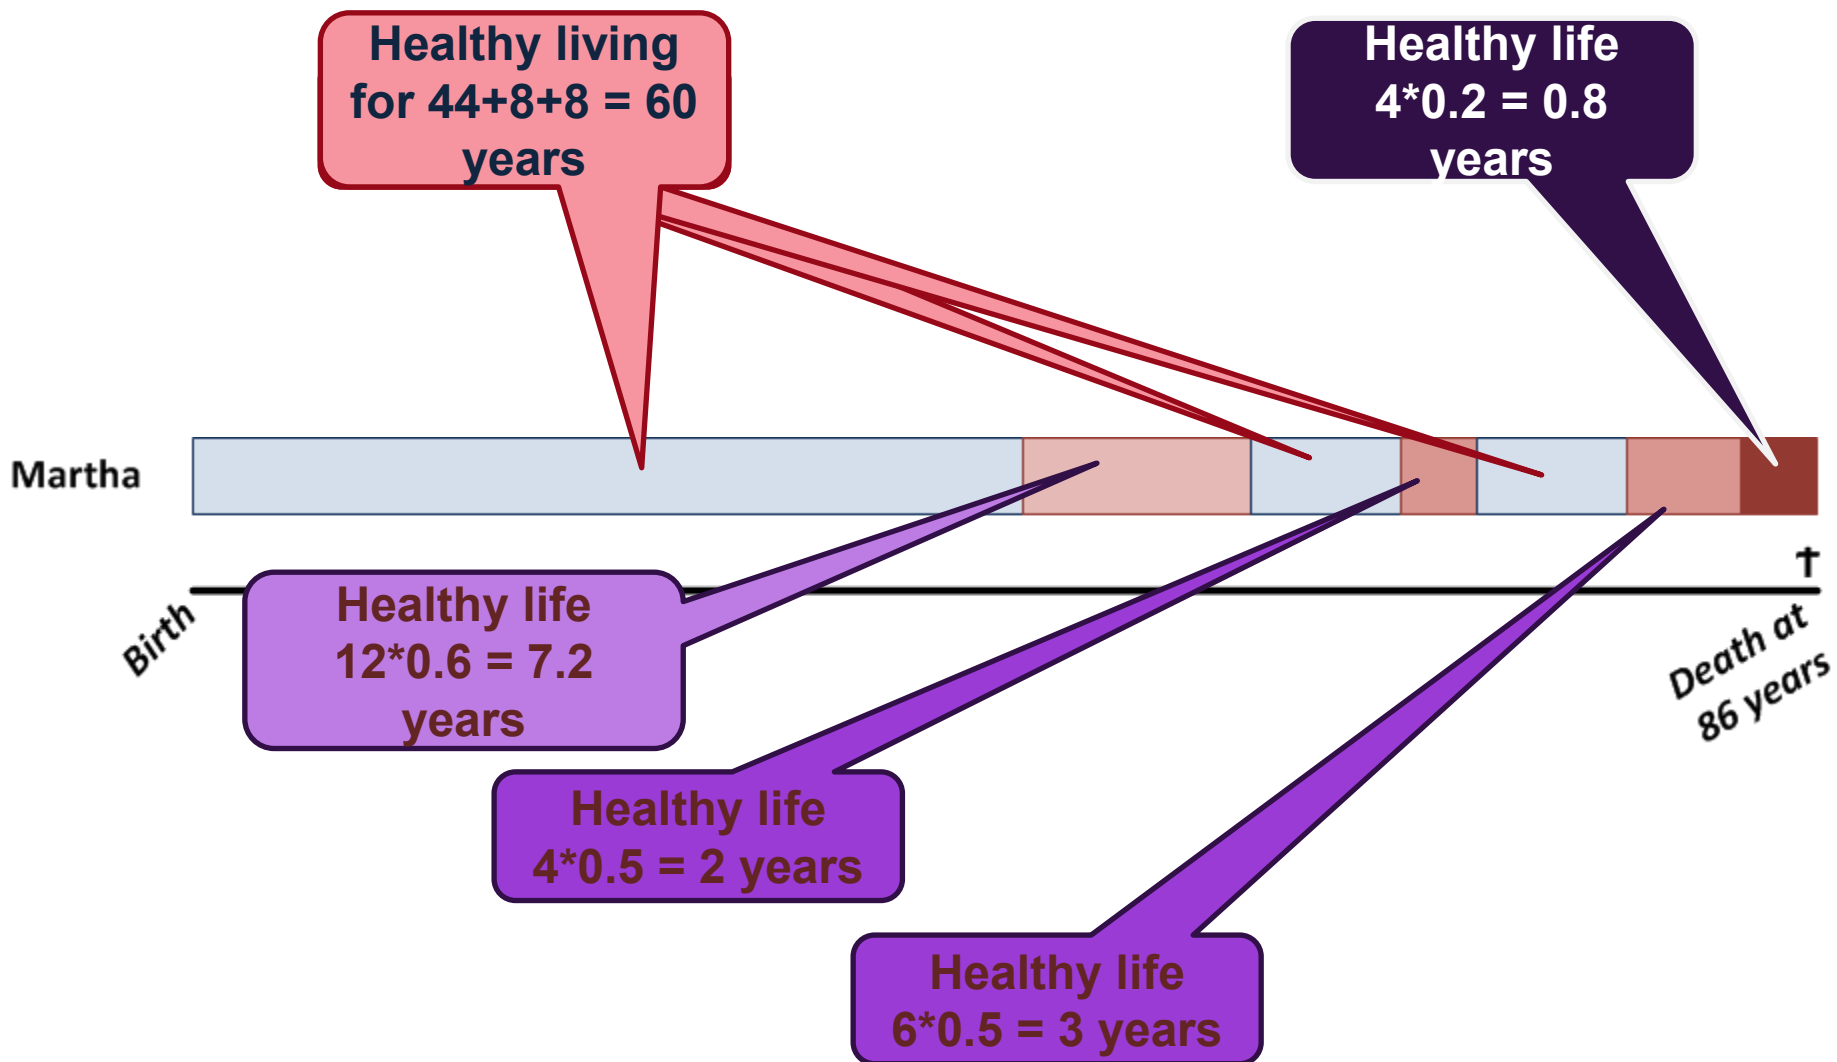 Healthy living
for 44+8+8 = 60
years
Healthy life
4*0.2 = 0.8
years
Martha
Birth
Healthy life
12*0.6 = 7.2
years
†
Death at
86 years
Healthy life
4*0.5 = 2 years
Healthy life
6*0.5 = 3 years